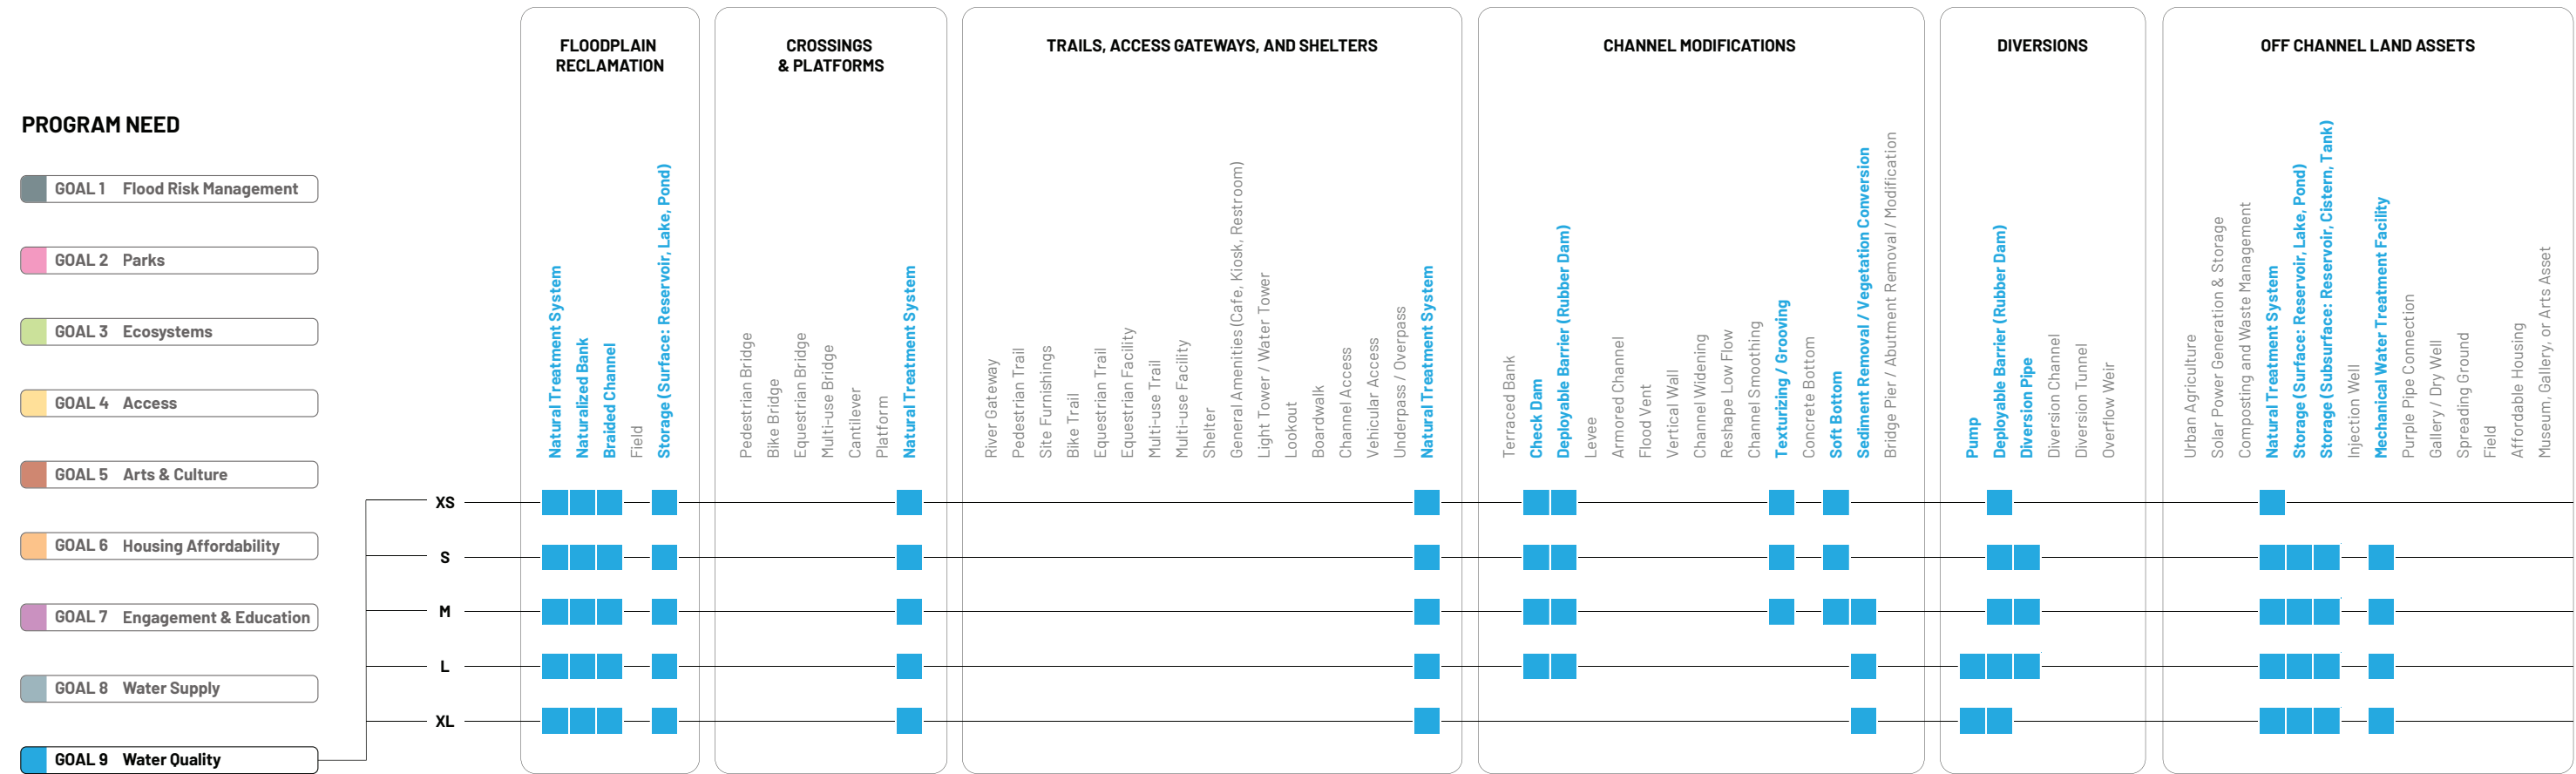 FLOODPLAIN
RECLAMATION
CROSSINGS
& PLATFORMS
TRAILS, ACCESS GATEWAYS, AND SHELTERS
CHANNEL MODIFICATIONS
DIVERSIONS
OFF CHANNEL LAND ASSETS
PROGRAM NEED
GOAL 1 Flood Risk Management
GOAL 2 Parks
GOAL 3 Ecosystems
GOAL 4 Access
GOAL 5 Arts & Culture
GOAL 6 Housing Affordability
GOAL 7 Engagement & Education
GOAL 8 Water Supply
GOAL 9 Water Quality
Natural Treatment System
Naturalized Bank
Braided Channel
Field
Storage (Surface: Reservoir, Lake, Pond)
Pedestrian Bridge
Bike Bridge
Equestrian Bridge
Multi-use Bridge
Cantilever
Platform
Natural Treatment System
River Gateway
Pedestrian Trail
Site Furnishings
Bike Trail
Equestrian Trail
Equestrian Facility
Multi-use Trail
Multi-use Facility
Shelter
General Amenities (Cafe, Kiosk, Restroom)
Light Tower / Water Tower
Lookout
Boardwalk
Channel Access
Vehicular Access
Underpass / Overpass
Natural Treatment System
Terraced Bank
Check Dam
Deployable Barrier (Rubber Dam)
Levee
Armored Channel
Flood Vent
Vertical Wall
Channel Widening
Reshape Low Flow
Channel Smoothing
Texturizing / Grooving
Concrete Bottom
Soft Bottom
Sediment Removal / Vegetation Conversion
Bridge Pier / Abutment Removal / Modification
Pump
Deployable Barrier (Rubber Dam)
Diversion Pipe
Diversion Channel
Diversion Tunnel
Overflow Weir
Urban Agriculture
Solar Power Generation & Storage
Composting and Waste Management
Natural Treatment System
Storage (Surface: Reservoir, Lake, Pond)
Storage (Subsurface: Reservoir, Cistern, Tank)
Injection Well
Mechanical Water Treatment Facility
Purple Pipe Connection
Gallery / Dry Well
Spreading Ground
Field
Affordable Housing
Museum, Gallery, or Arts Asset
XS
S
M
L
XL